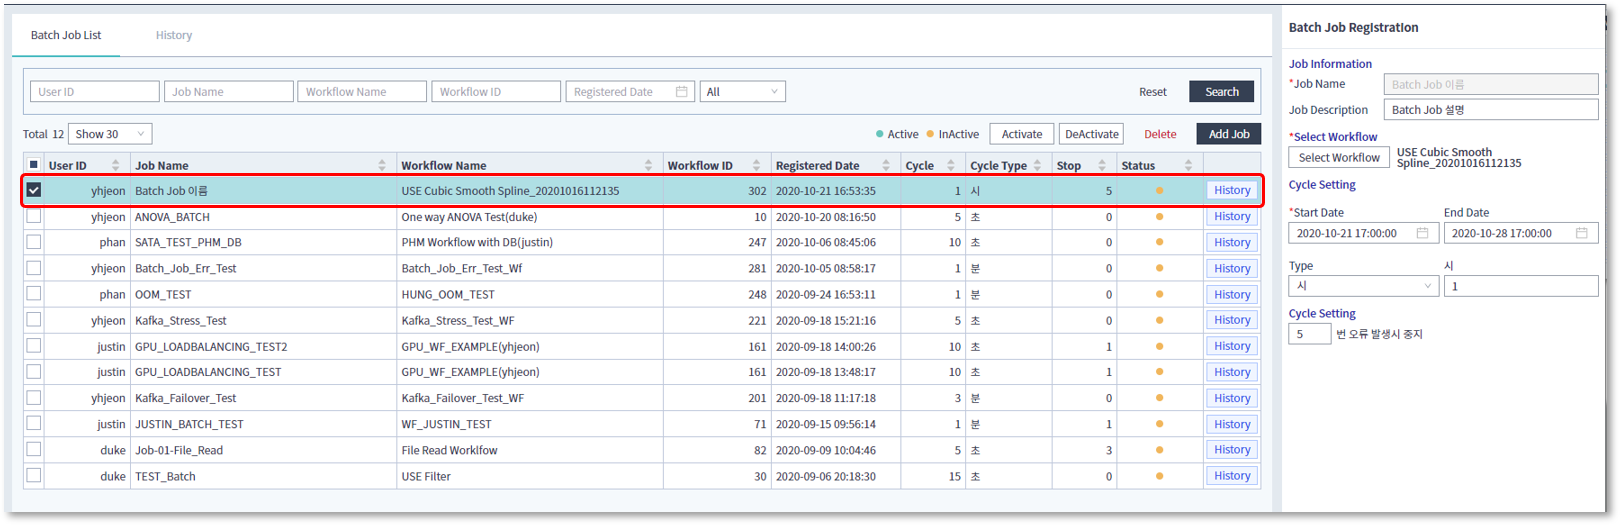 Batch Job List History
User ID Job Name Workflow Name Workflow ID Registered Date All Reset Search
Total 12 Show 30 Active InActive Activate DeActivate Delete Add Job
User ID Job Name Workflow Name Workflow ID Registered Date Cycle Cycle Type Stop Status
yhjeon Batch Job 이름 USE Cubic Smooth Spline_20201016112135 302 2020-10-21 16:53:35 1 시 5 History
yhjeon ANOVA_BATCH One way ANOVA Test(duke) 10 2020-10-20 08:16:50 5 초 0 History
phan SATA_TEST_PHM_DB PHM Workflow with DB(justin) 247 2020-10-06 08:45:06 10 초 0 History
yhjeon Batch_Job_Err_Test Batch_Job_Err_Test_Wf 281 2020-10-05 08:58:17 1 분 0 History
phan OOM_TEST HUNG_OOM_TEST 248 2020-09-24 16:53:11 1 분 0 History
yhjeon Kafka_Stress_Test Kafka_Stress_Test_WF 221 2020-09-18 15:21:16 5 초 0 History
justin GPU_LOADBALANCING_TEST2 GPU_WF_EXAMPLE(yhjeon) 161 2020-09-18 14:00:26 10 초 1 History
justin GPU_LOADBALANCING_TEST GPU_WF_EXAMPLE(yhjeon) 161 2020-09-18 13:48:17 10 초 1 History
yhjeon Kafka_Failover_Test Kafka_Failover_Test_WF 201 2020-09-18 11:17:18 3 분 0 History
justin JUSTIN_BATCH_TEST WF_JUSTIN_TEST 71 2020-09-15 09:56:14 1 분 1 History
duke Job-01-File_Read File Read Worklfow 82 2020-09-09 10:04:46 5 초 3 History
duke TEST_Batch USE Filter 30 2020-09-06 20:18:30 15 초 0 History
Batch Job Registration
Job Information
*Job Name Batch Job 이름
Job Description Batch Job 설명
*Select Workflow
Select Workflow USE Cubic Smooth
Spline_20201016112135
Cycle Setting
*Start Date End Date
2020-10-21 17:00:00 2020-10-28 17:00:00
Type 시
시 1
Cycle Setting
5 번 오류 발생시 중지